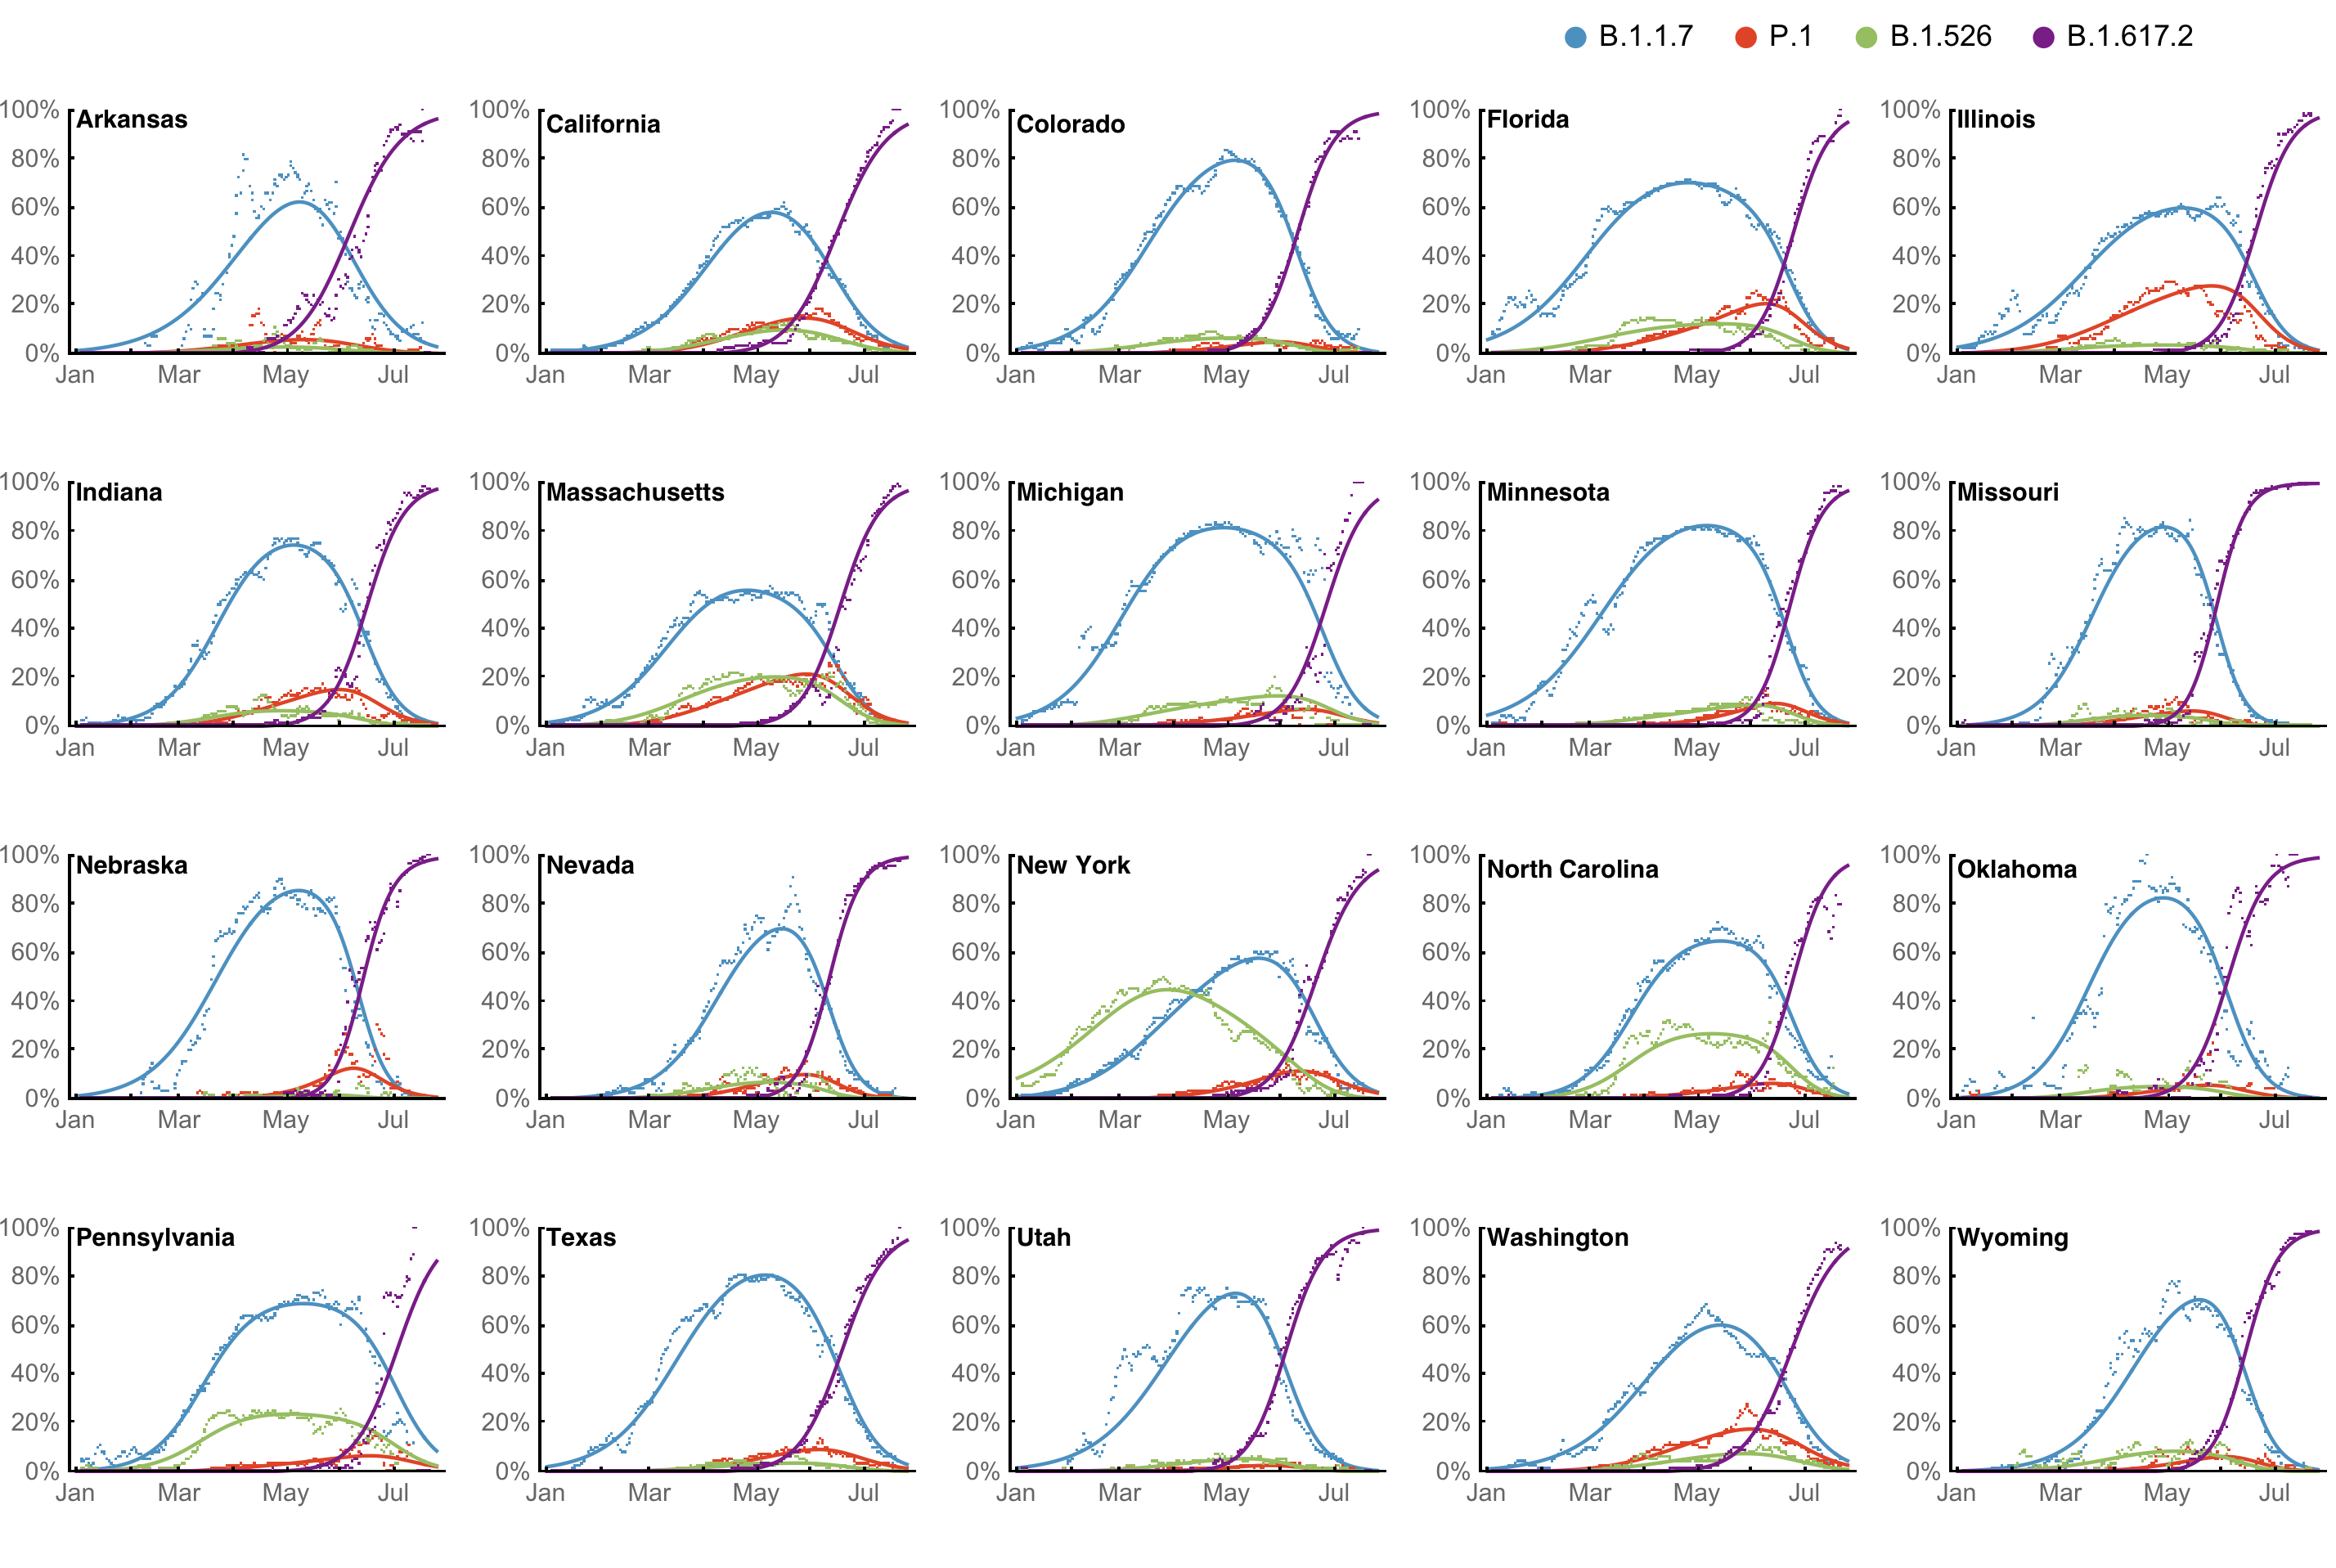 B.1.1.7 P.1 B.1.526 B.1.617.2
Arkansas
100%
80%
60%
40%
20%
0%
Jan Mar May Jul
California
100%
80%
60%
40%
20%
0%
Jan Mar May Jul
Colorado
100%
80%
60%
40%
20%
0%
Jan Mar May Jul
Florida
100%
80%
60%
40%
20%
0%
Jan Mar May Jul
Illinois
100%
80%
60%
40%
20%
0%
Jan Mar May Jul
Indiana
100%
80%
60%
40%
20%
0%
Jan Mar May Jul
Massachusetts
100%
80%
60%
40%
20%
0%
Jan Mar May Jul
Michigan
100%
80%
60%
40%
20%
0%
Jan Mar May Jul
Minnesota
100%
80%
60%
40%
20%
0%
Jan Mar May Jul
Missouri
100%
80%
60%
40%
20%
0%
Jan Mar May Jul
Nebraska
100%
80%
60%
40%
20%
0%
Jan Mar May Jul
Nevada
100%
80%
60%
40%
20%
0%
Jan Mar May Jul
New York
100%
80%
60%
40%
20%
0%
Jan Mar May Jul
North Carolina
100%
80%
60%
40%
20%
0%
Jan Mar May Jul
Oklahoma
100%
80%
60%
40%
20%
0%
Jan Mar May Jul
Pennsylvania
100%
80%
60%
40%
20%
0%
Jan Mar May Jul
Texas
100%
80%
60%
40%
20%
0%
Jan Mar May Jul
Utah
100%
80%
60%
40%
20%
0%
Jan Mar May Jul
Washington
100%
80%
60%
40%
20%
0%
Jan Mar May Jul
Wyoming
100%
80%
60%
40%
20%
0%
Jan Mar May Jul